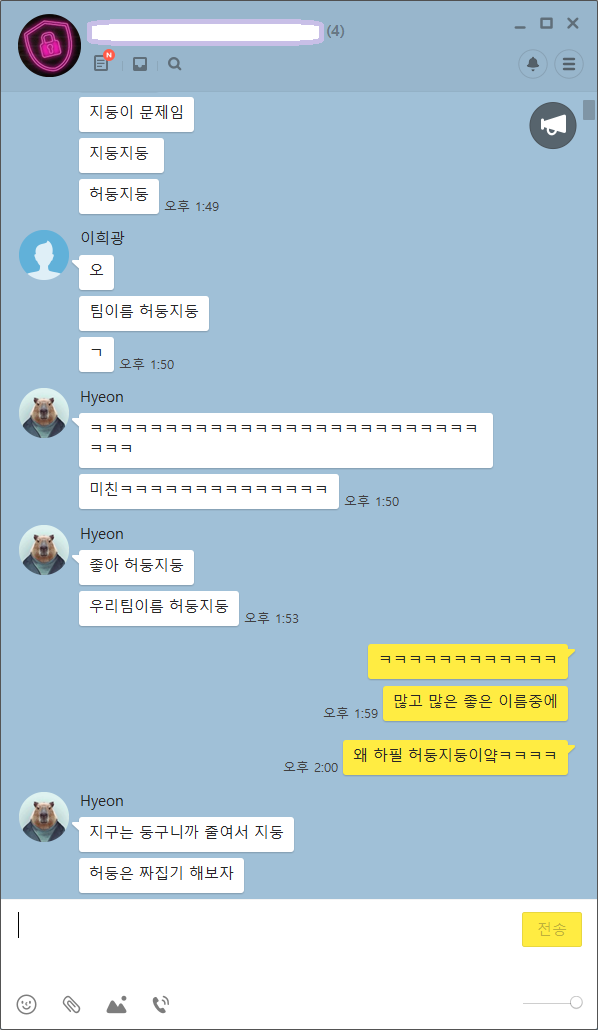 (4)
N
지둥이 문제임
지둥지둥
허둥지둥
오후 1:49
이희광
오
팀이름 허둥지둥
ㄱ
오후 1:50
Hyeon
ㅋㅋㅋㅋㅋㅋㅋㅋㅋㅋㅋㅋㅋㅋㅋㅋㅋㅋㅋㅋㅋㅋㅋㅋㅋㅋ
ㅋㅋㅋ
미친ㅋㅋㅋㅋㅋㅋㅋㅋㅋㅋㅋㅋㅋㅋ
오후 1:50
Hyeon
좋아 허둥지둥
우리팀이름 허둥지둥
오후 1:53
ㅋㅋㅋㅋㅋㅋㅋㅋㅋㅋㅋㅋ
많고 많은 좋은 이름중에
오후 1:59
왜 하필 허둥지둥이얔ㅋㅋㅋㅋ
오후 2:00
Hyeon
지구는 둥구니까 줄여서 지둥
허둥은 짜집기 해보자
전송